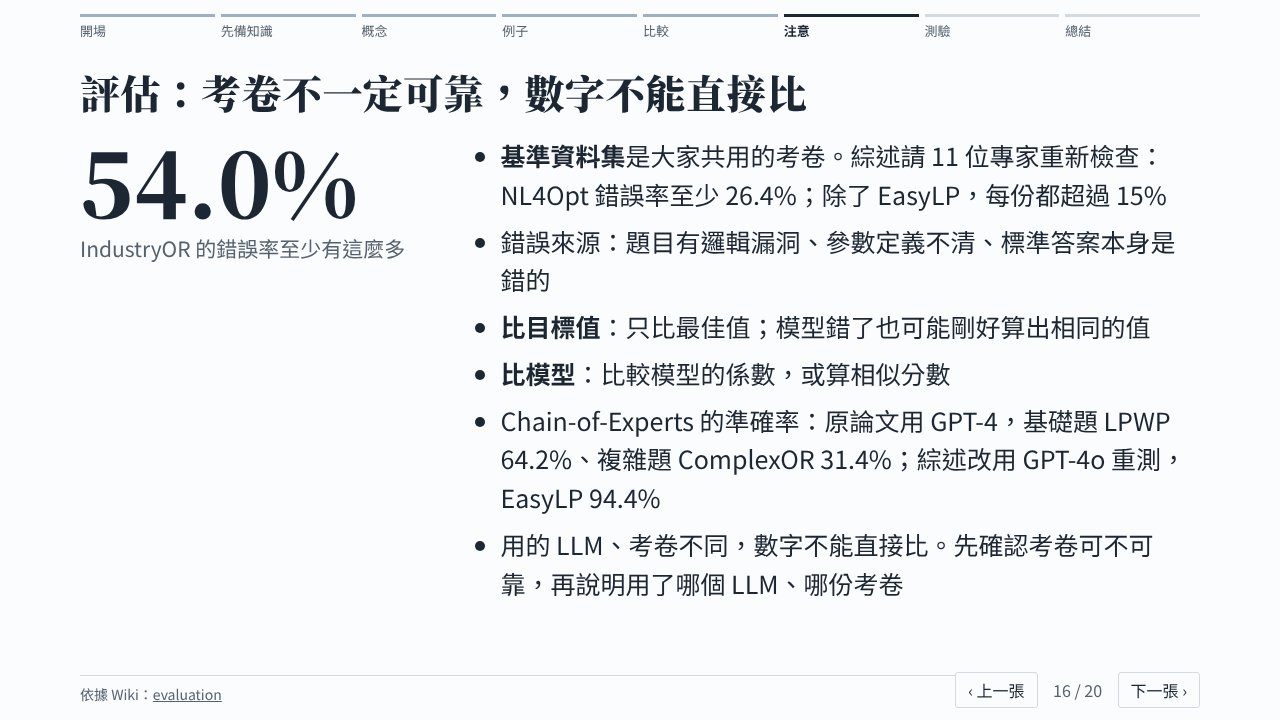 開場
先備知識
概念
例子
比較
注意
測驗
總結
評估：考卷不一定可靠，數字不能直接比
54.0%
IndustryOR 的錯誤率至少有這麼多
基準資料集是大家共用的考卷。綜述請 11 位專家重新檢查：
NL4Opt 錯誤率至少 26.4%；除了 EasyLP，每份都超過 15%
錯誤來源：題目有邏輯漏洞、參數定義不清、標準答案本身是
錯的
比目標值：只比最佳值；模型錯了也可能剛好算出相同的值
比模型：比較模型的係數，或算相似分數
Chain-of-Experts 的準確率：原論文用 GPT-4，基礎題 LPWP
64.2%、複雜題 ComplexOR 31.4%；綜述改用 GPT-4o 重測，
EasyLP 94.4%
用的 LLM、考卷不同，數字不能直接比。先確認考卷可不可
靠，再說明用了哪個 LLM、哪份考卷
依據 Wiki：evaluation
‹ 上一張
16 / 20
下一張 ›